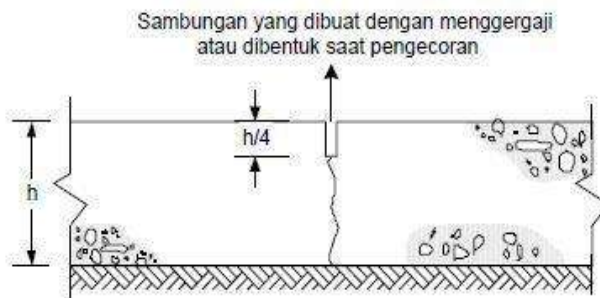 Sambungan yang dibuat dengan menggergaji
atau dibentuk saat pengecoran
h/4
h